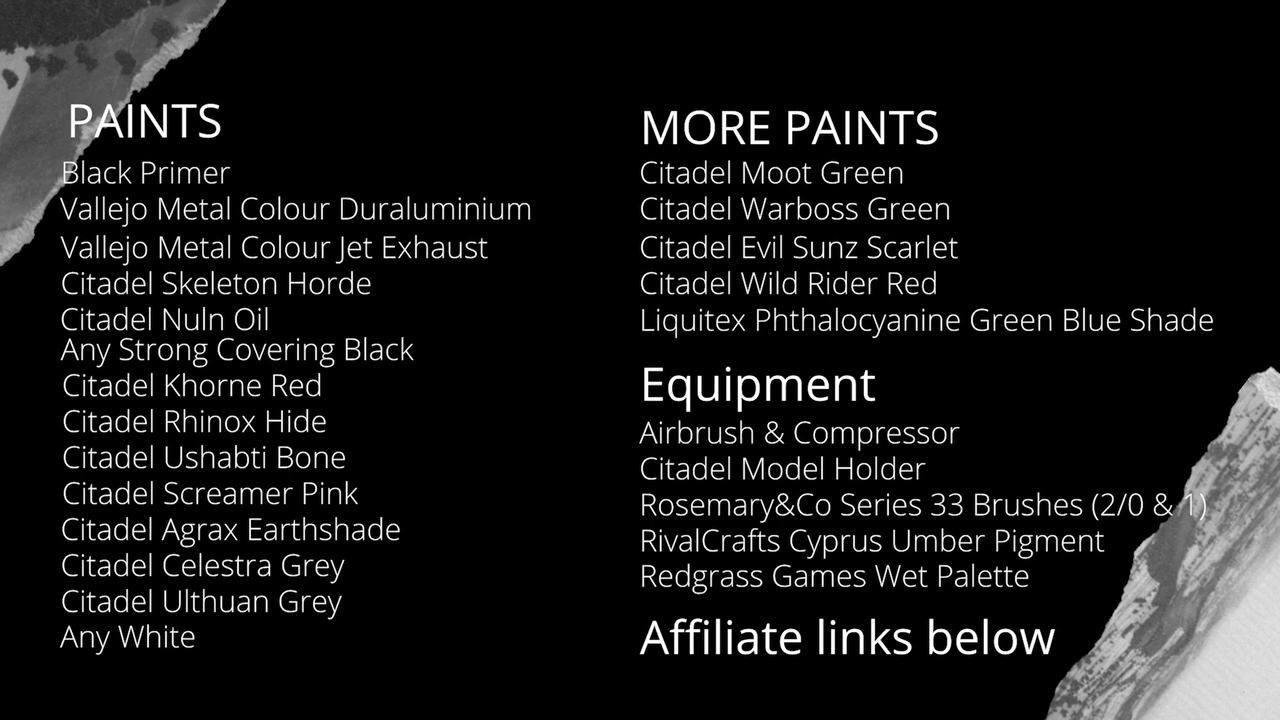 PAINTS
Black Primer
Vallejo Metal Colour Duraluminium
Vallejo Metal Colour Jet Exhaust
Citadel Skeleton Horde
Citadel Nuln Oil
Any Strong Covering Black
Citadel Khorne Red
Citadel Rhinox Hide
Citadel Ushabti Bone
Citadel Screamer Pink
Citadel Agrax Earthshade
Citadel Celestra Grey
Citadel Ulthuan Grey
Any White
MORE PAINTS
Citadel Moot Green
Citadel Warboss Green
Citadel Evil Sunz Scarlet
Citadel Wild Rider Red
Liquitex Phthalocyanine Green Blue Shade
Equipment
Airbrush & Compressor
Citadel Model Holder
Rosemary&Co Series 33 Brushes (2/0 & 1)
RivalCrafts Cyprus Umber Pigment
Redgrass Games Wet Palette
Affiliate links below